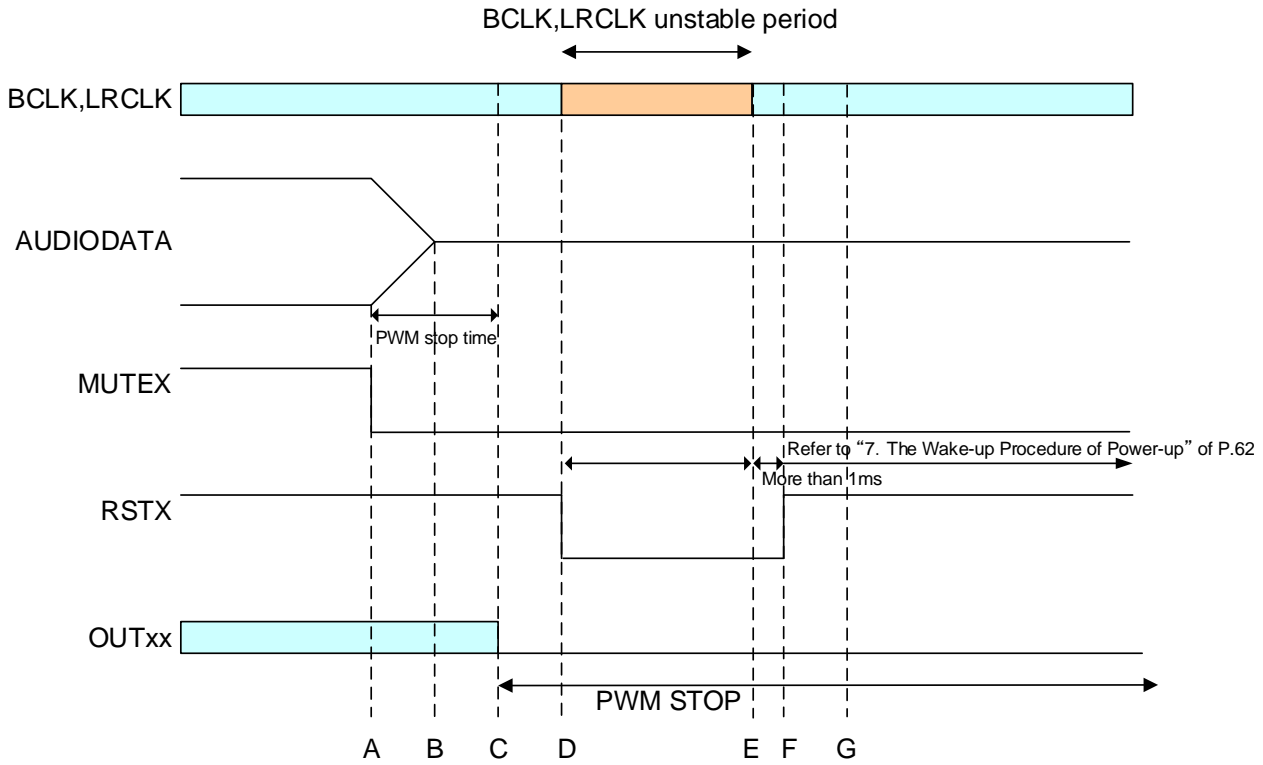 BCLK,LRCLK unstable period
BCLK,LRCLK
AUDIODATA
PWM stop time
MUTEX
Refer to “7. The Wake-up Procedure of Power-up” of P.62
More than 1ms
RSTX
OUTxx
PWM STOP
A B C D E F G